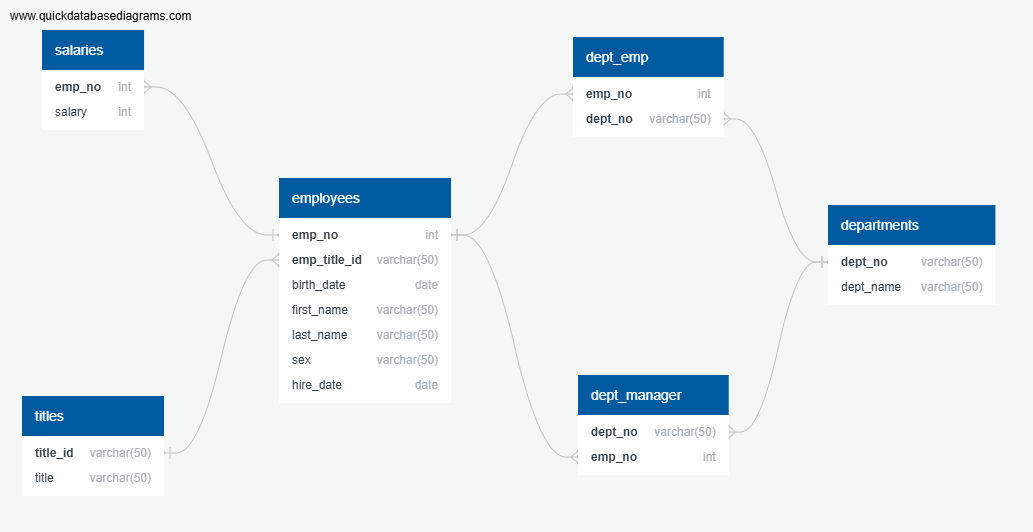 www.quickdatabasediagrams.com
salaries
emp_no int
salary int
dept_emp
emp_no int
dept_no varchar(50)
employees
emp_no int
emp_title_id varchar(50)
birth_date date
first_name varchar(50)
last_name varchar(50)
sex varchar(50)
hire_date date
departments
dept_no varchar(50)
dept_name varchar(50)
titles
title_id varchar(50)
title varchar(50)
dept_manager
dept_no varchar(50)
emp_no int